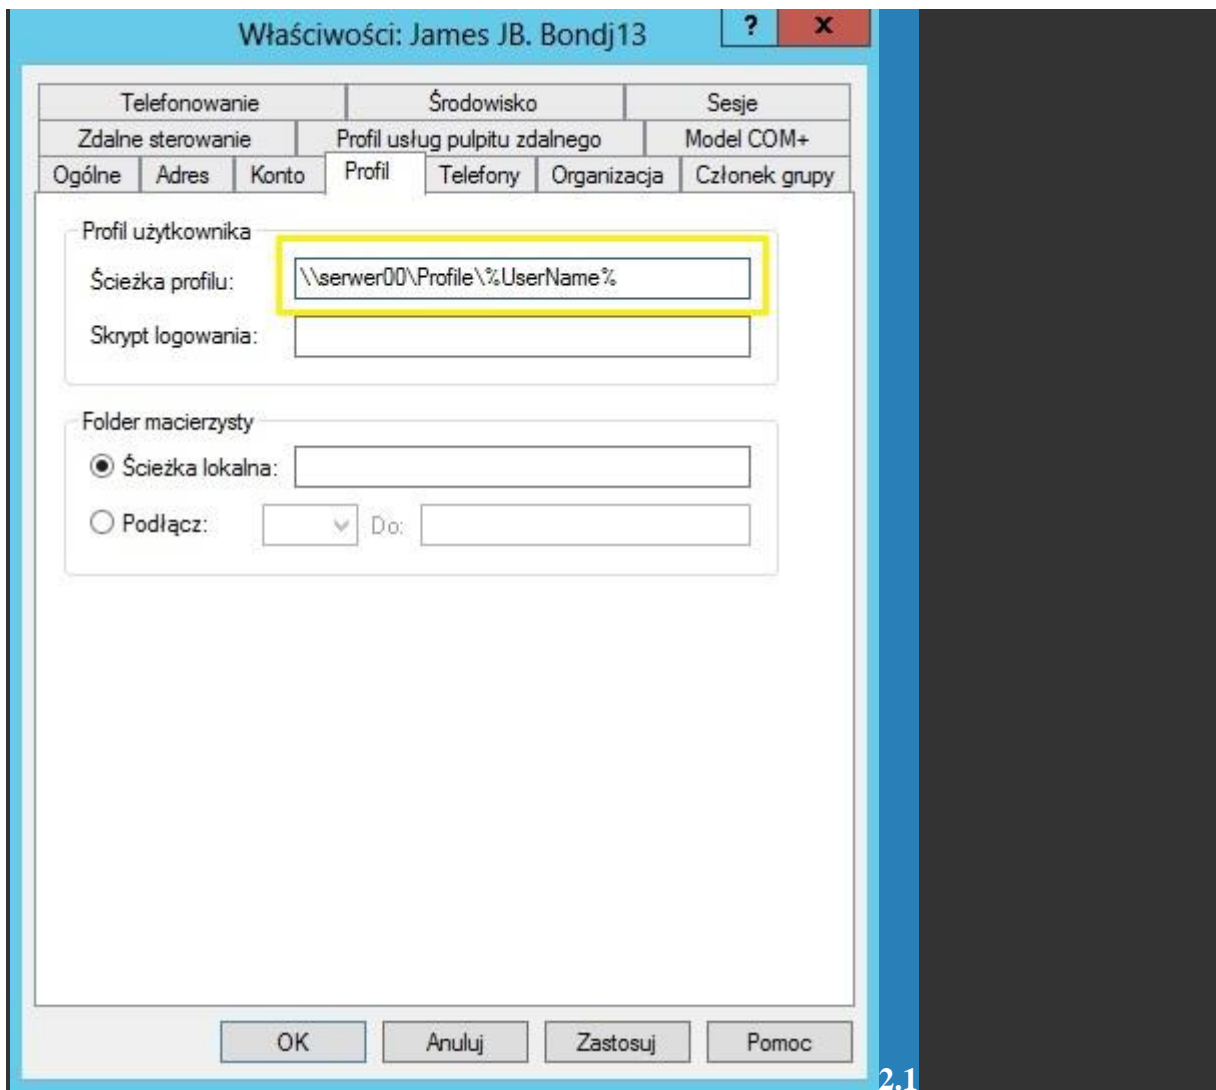 Właściwości: James JB. Bondj13
? x
Telefonowanie Środowisko Sesje
Zdalne sterowanie Profil usług pulpitu zdalnego Model COM+
Ogólne Adres Konto Profil Telefony Organizacja Członek grupy
Profil użytkownika
Ścieżka profilu: \\serwer00\Profile\%UserName%
Skrypt logowania:
Folder macierzysty
Ścieżka lokalna:
Podłącz: Do:
OK Anuluj Zastosuj Pomoc
2.1